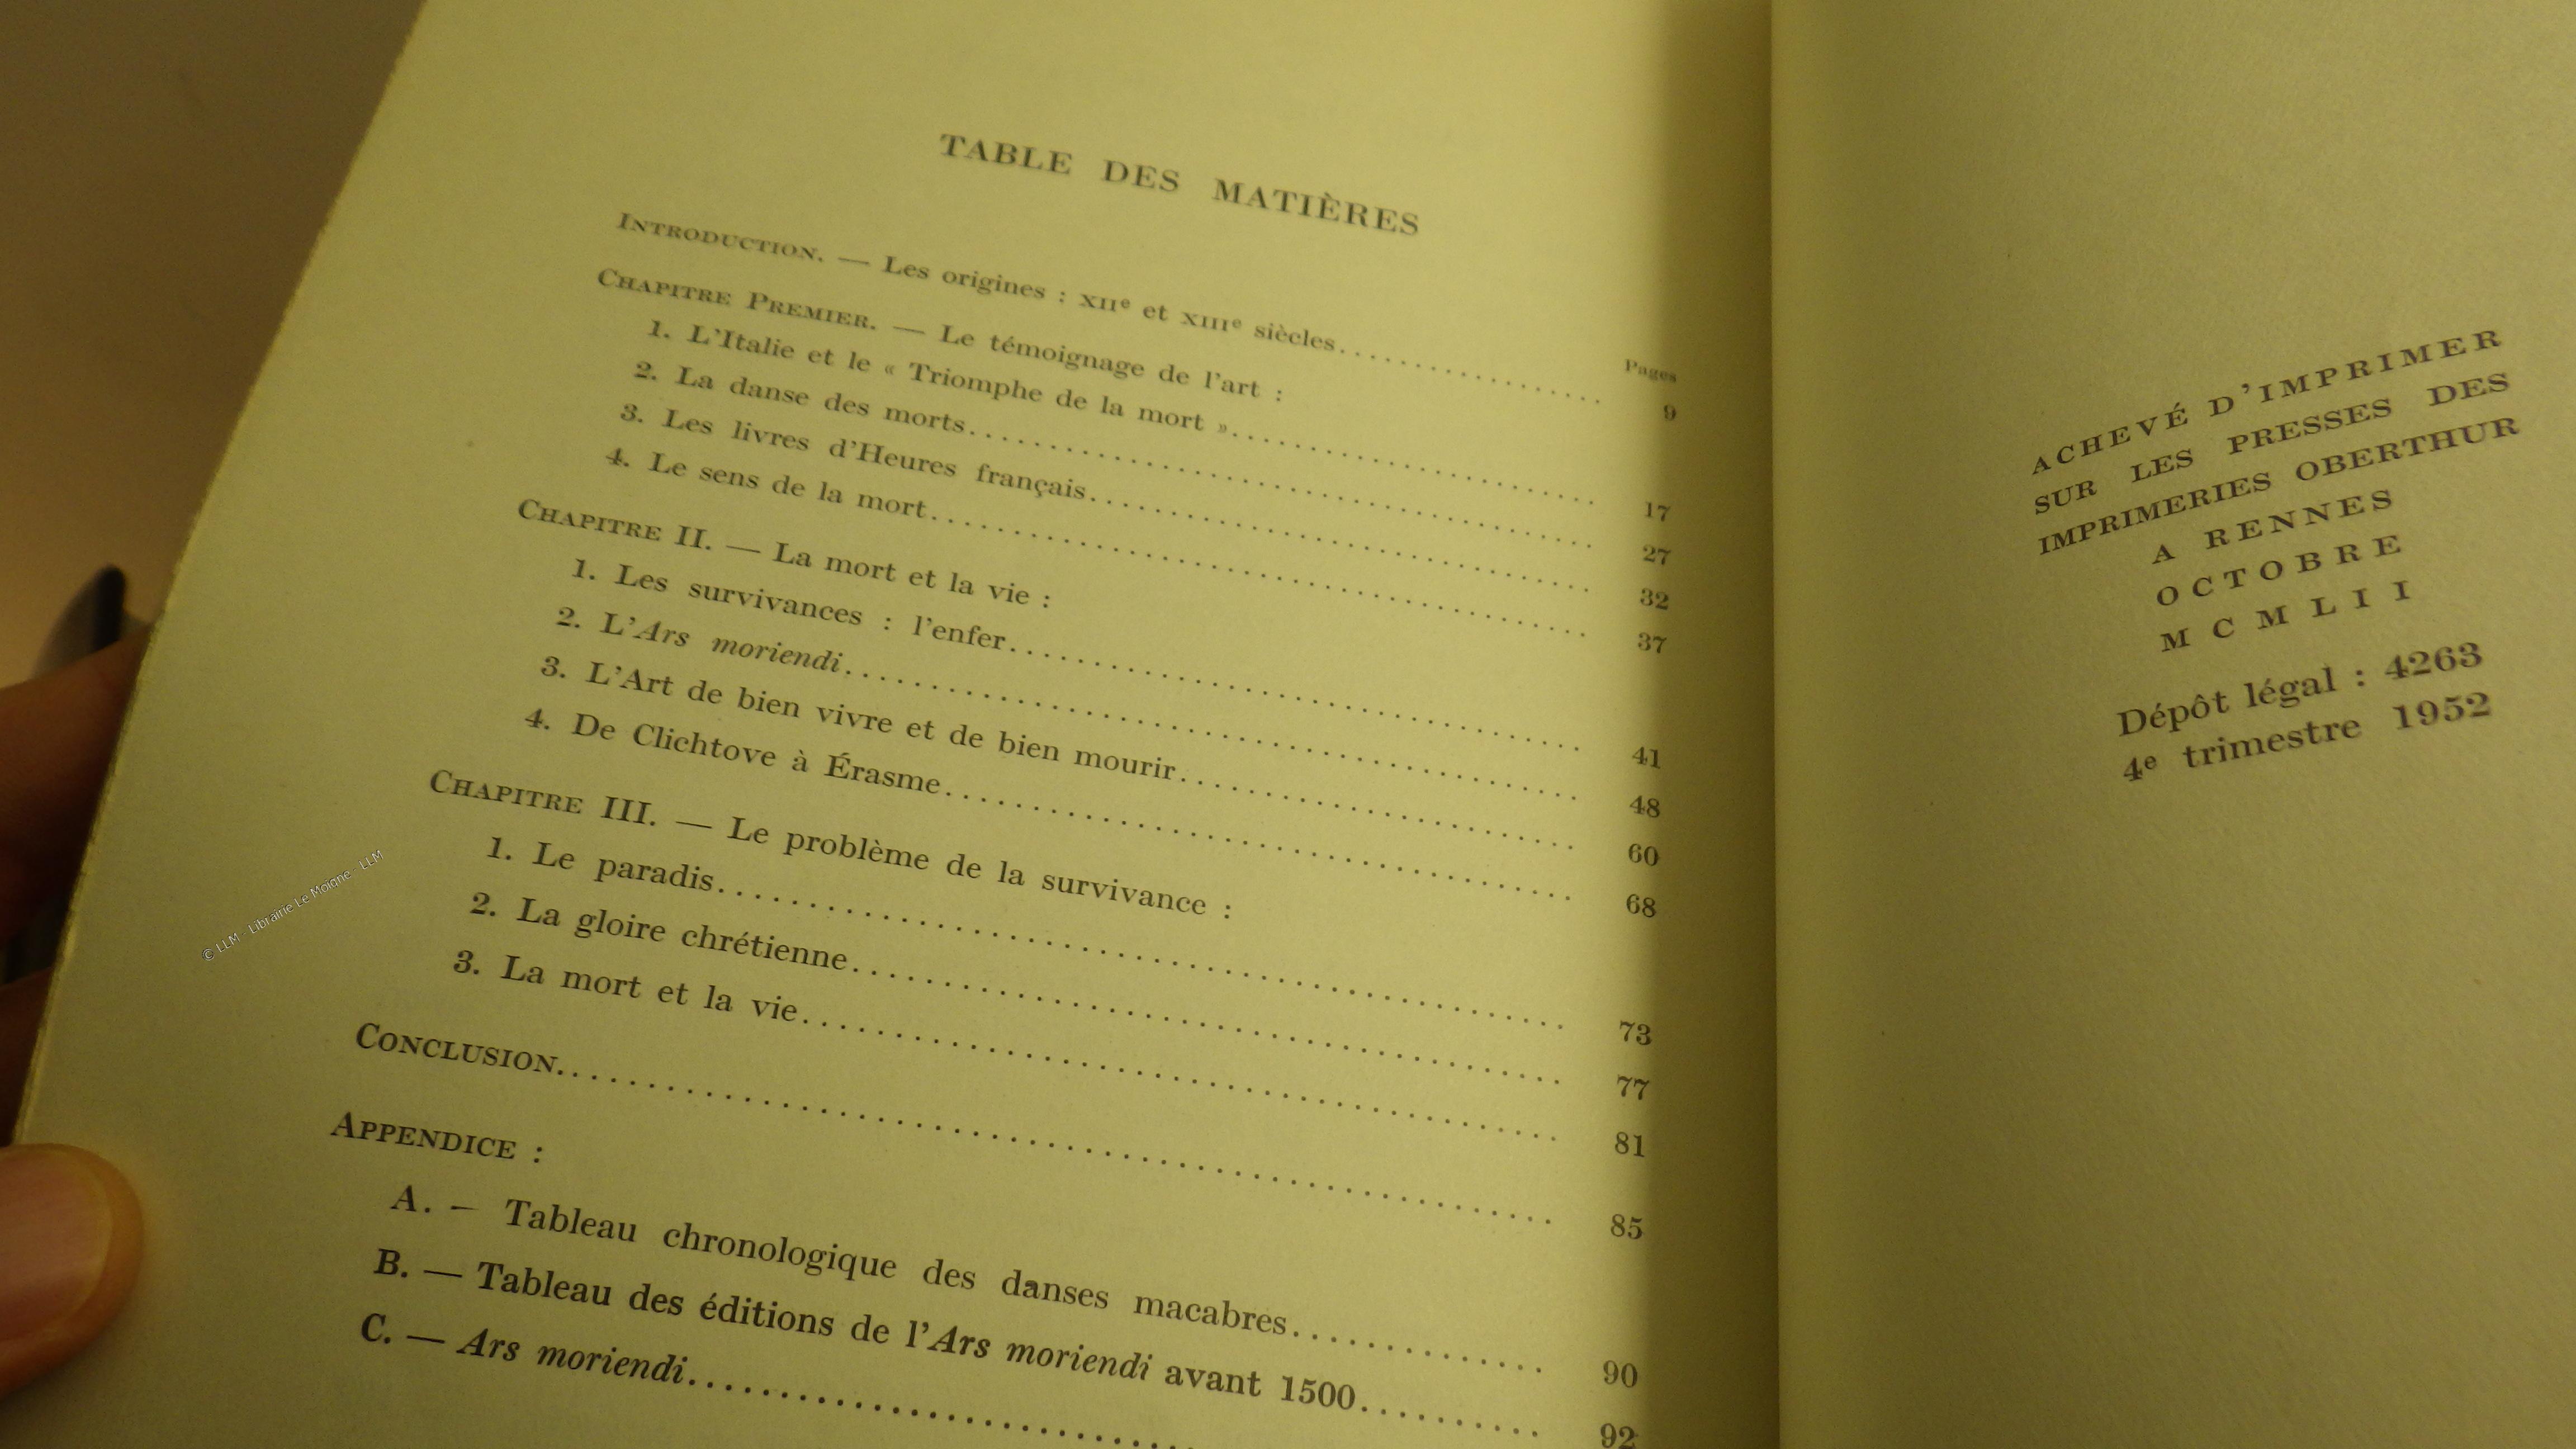 TABLE DES MATIÈRES
Pages
INTRODUCTION. — Les origines : XIIe et XIIIe siècles........................ 9
CHAPITRE PREMIER. — Le témoignage de l'art :
1. L'Italie et le « Triomphe de la mort »........................ 17
2. La danse des morts........................ 27
3. Les livres d'Heures français........................ 32
4. Le sens de la mort........................ 37
CHAPITRE II. — La mort et la vie :
1. Les survivances : l'enfer........................ 41
2. L'Ars moriendi........................ 48
3. L'Art de bien vivre et de bien mourir........................ 60
4. De Clichtove à Érasme........................ 68
CHAPITRE III. — Le problème de la survivance :
1. Le paradis........................ 73
2. La gloire chrétienne........................ 77
3. La mort et la vie........................ 81
CONCLUSION........................ 85
APPENDICE :
A. – Tableau chronologique des danses macabres............... 90
B. — Tableau des éditions de l'Ars moriendi avant 1500.......... 92
C. — Ars moriendi........................
ACHEVÉ D'IMPRIMER
SUR LES PRESSES DES
IMPRIMERIES OBERTHUR
A RENNES
OCTOBRE
MCMLII
Dépôt légal : 4263
4e trimestre 1952
© LLM - Librairie Le Moigne - LLM